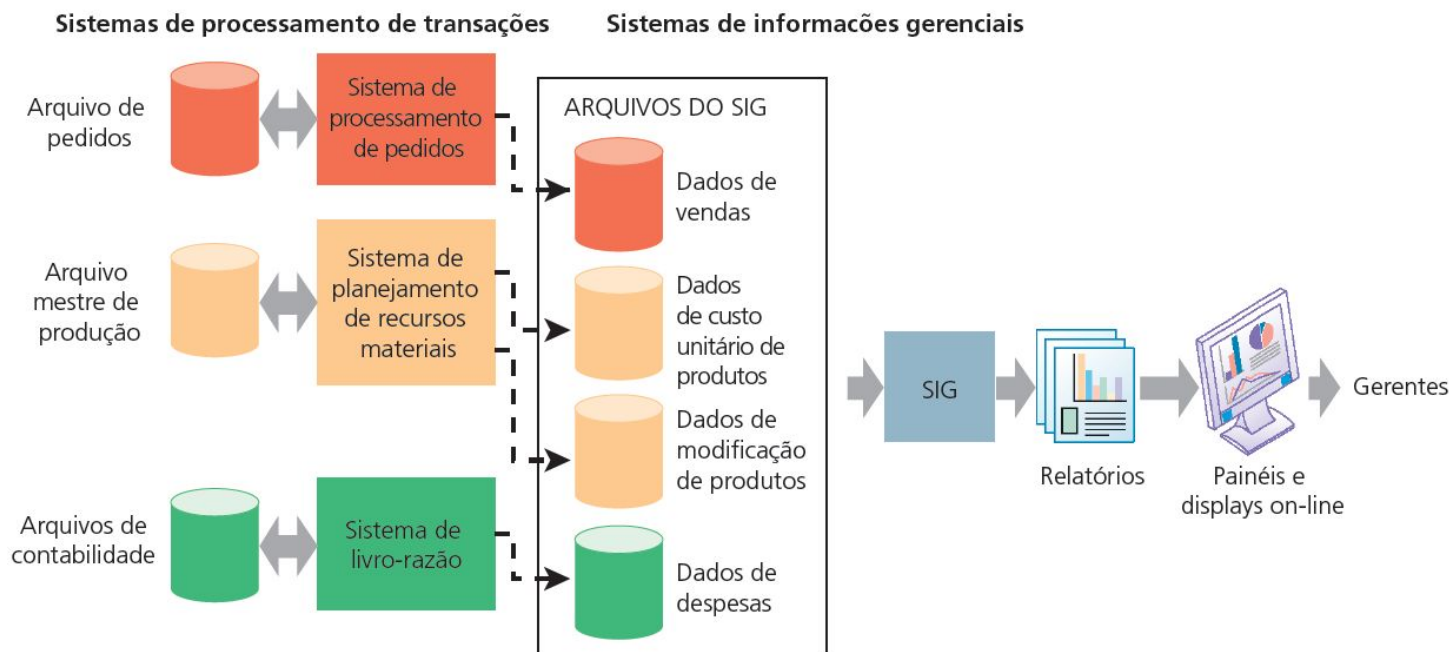 Sistemas de processamento de transações
Sistemas de informacões gerenciais
Arquivo de
pedidos
Sistema de
processamento
de pedidos
ARQUIVOS DO SIG
Dados de
vendas
Arquivo
mestre de
produção
Sistema de
planejamento
de recursos
materiais
Dados
de custo
unitário de
produtos
Dados de
modificação
de produtos
SIG
Relatórios
Painéis e
displays on-line
Gerentes
Arquivos de
contabilidade
Sistema de
livro-razão
Dados de
despesas